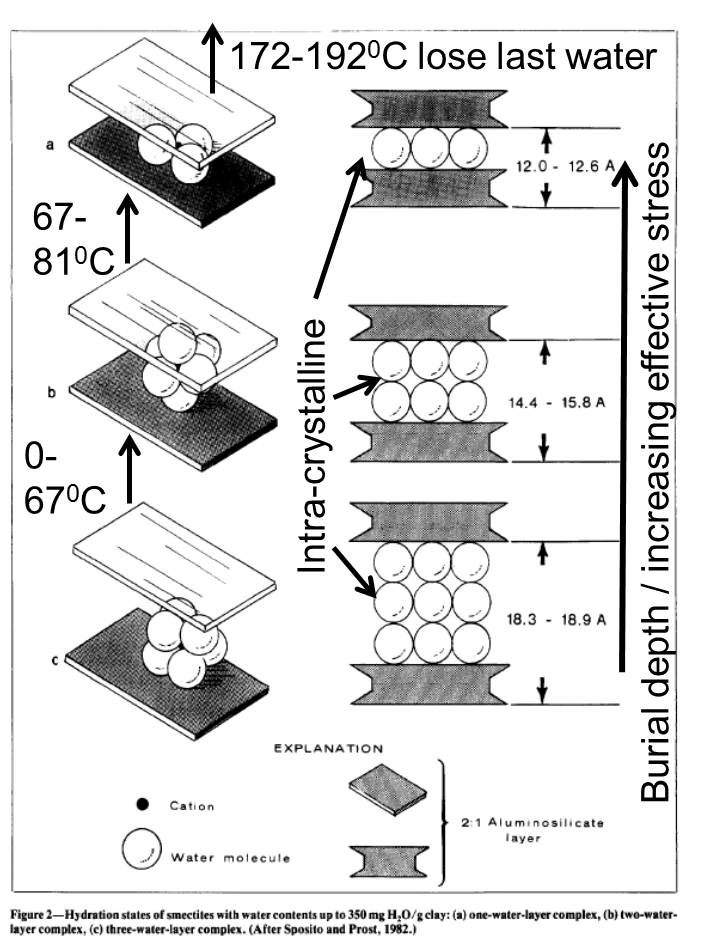 172-192⁰C lose last water
a
12.0 - 12.6 A
67-
81⁰C
b
14.4 - 15.8 A
0-
67⁰C
c
18.3 - 18.9 A
Intra-crystalline
Burial depth / increasing effective stress
EXPLANATION
Cation
Water molecule
2:1 Aluminosilicate
layer
Figure 2—Hydration states of smectites with water contents up to 350 mg H₂O/g clay: (a) one-water-layer complex, (b) two-water-
layer complex, (c) three-water-layer complex. (After Sposito and Prost, 1982.)